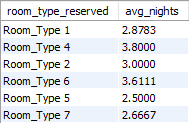 room_type_reserved avg_nights
Room_Type 1 2.8783
Room_Type 4 3.8000
Room_Type 2 3.0000
Room_Type 6 3.6111
Room_Type 5 2.5000
Room_Type 7 2.6667